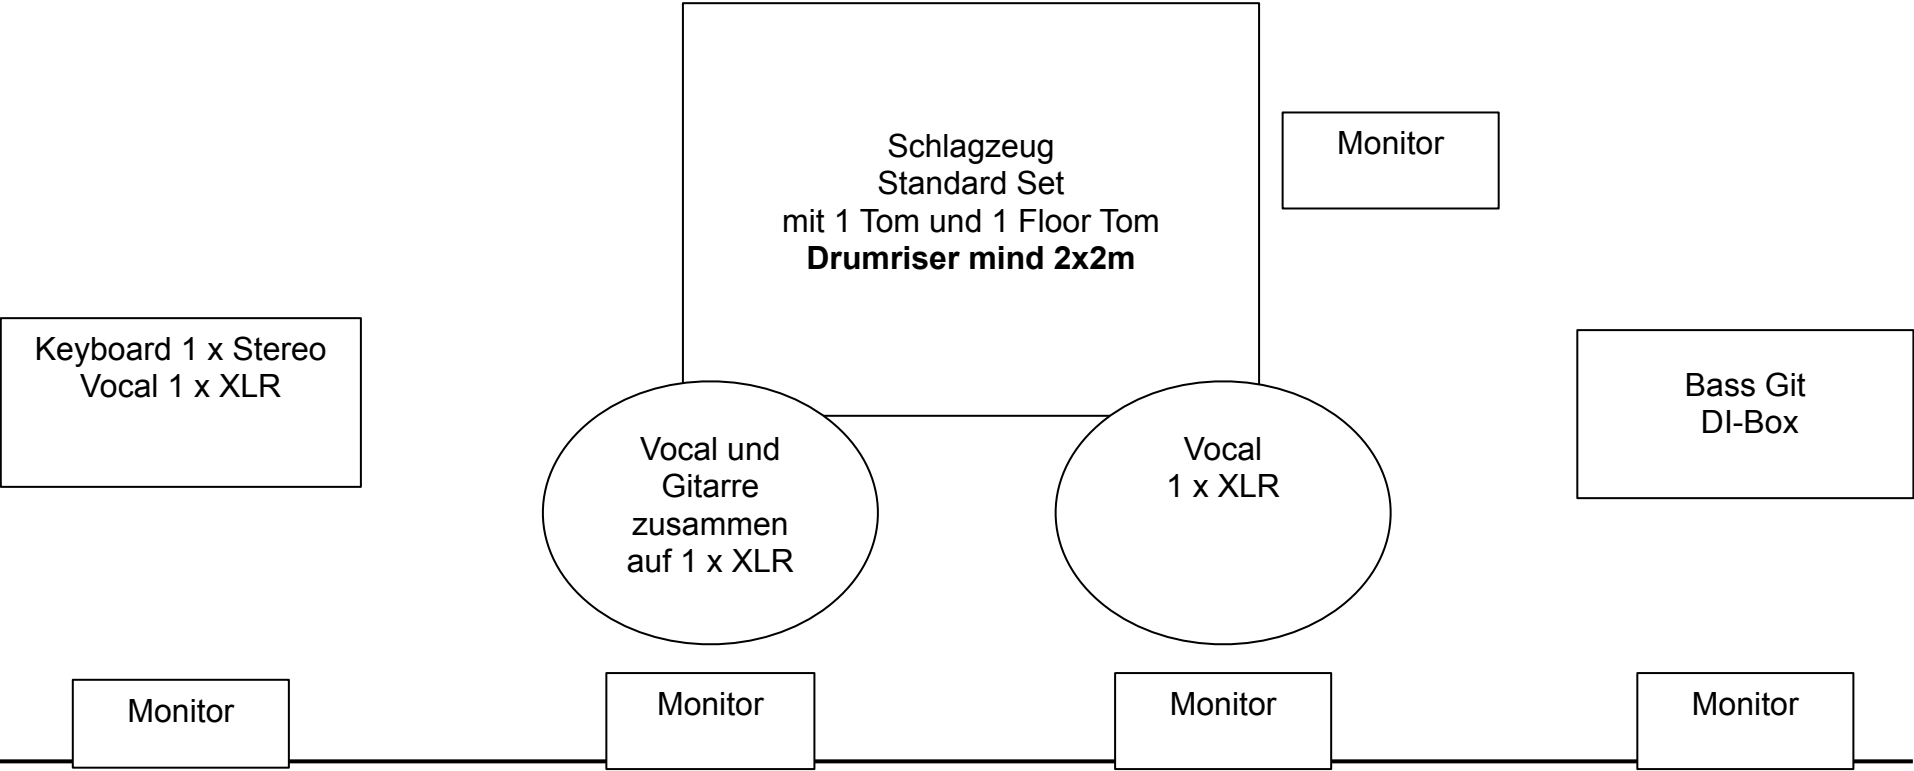 Schlagzeug
Standard Set
mit 1 Tom und 1 Floor Tom
Drumriser mind 2x2m
Monitor
Keyboard 1 x Stereo
Vocal 1 x XLR
Vocal und
Gitarre
zusammen
auf 1 x XLR
Vocal
1 x XLR
Bass Git
DI-Box
Monitor
Monitor
Monitor
Monitor